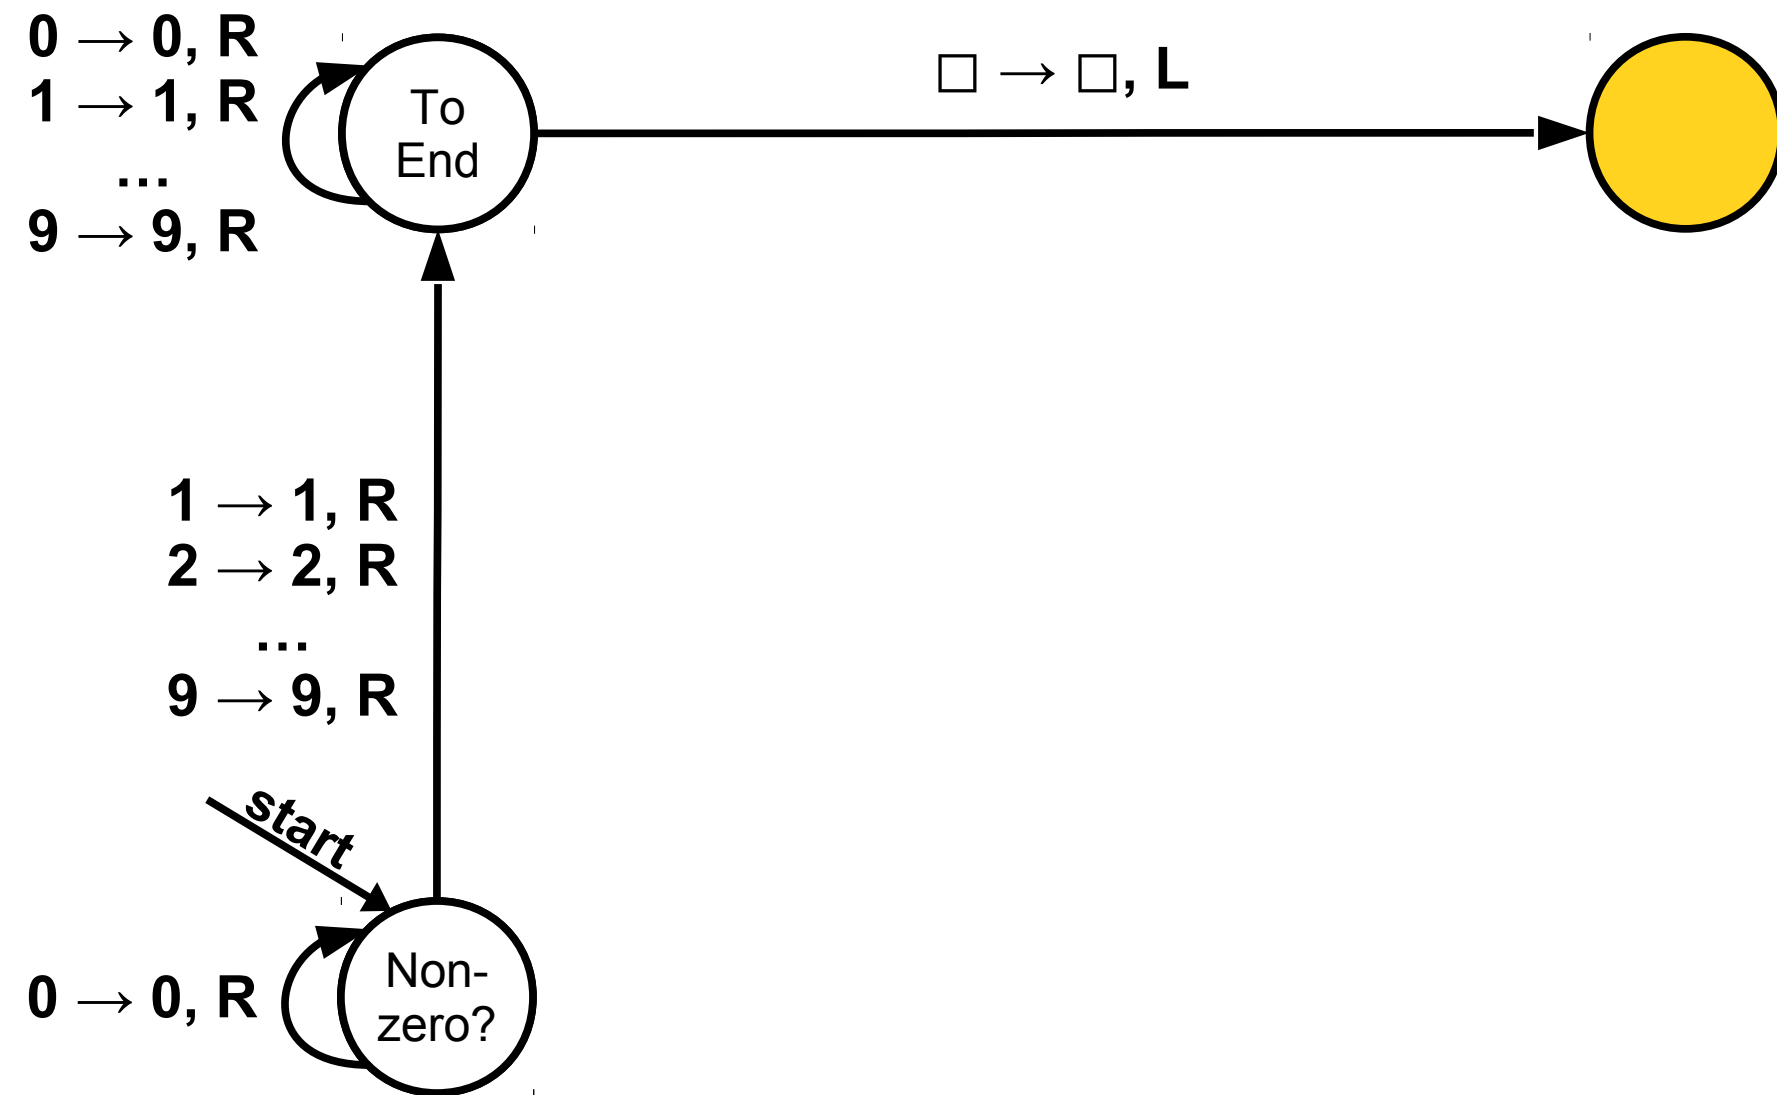 0 → 0, R
1 → 1, R
…
9 → 9, R
To
End
□ → □, L
1 → 1, R
2 → 2, R
…
9 → 9, R
start
0 → 0, R
Non-
zero?